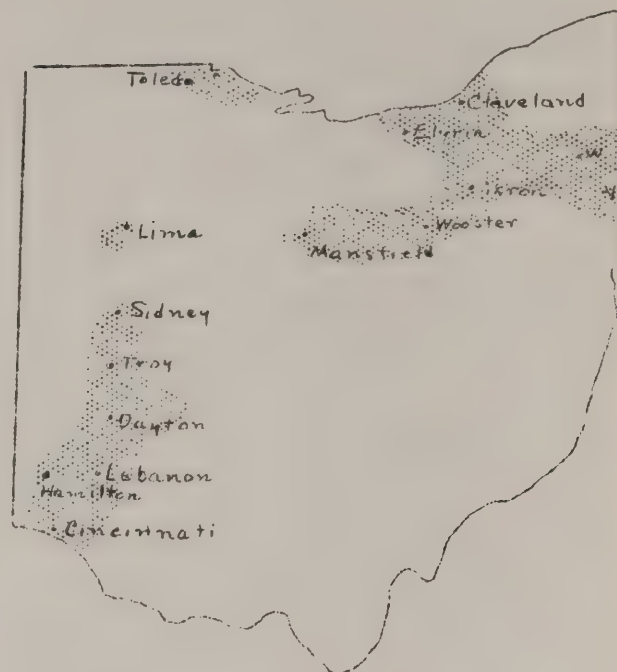 Toledo
Cleveland
Elyria
W
Akron
Wooster
Lima
Mansfield
Sidney
Troy
Dayton
Lebanon
Hamilton
Cincinnati